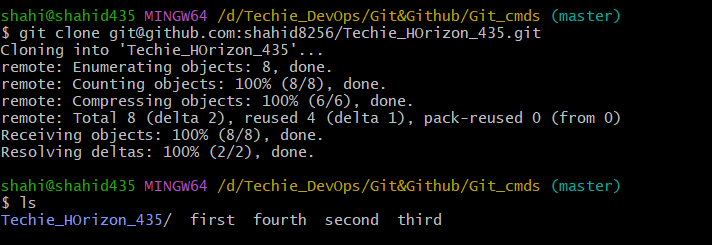 shahi@shahid435 MINGW64 /d/Techie_DevOps/Git&Github/Git_cmds (master)
$ git clone git@github.com:shahid8256/Techie_HOrizon_435.git
Cloning into 'Techie_HOrizon_435'...
remote: Enumerating objects: 8, done.
remote: Counting objects: 100% (8/8), done.
remote: Compressing objects: 100% (6/6), done.
remote: Total 8 (delta 2), reused 4 (delta 1), pack-reused 0 (from 0)
Receiving objects: 100% (8/8), done.
Resolving deltas: 100% (2/2), done.
shahi@shahid435 MINGW64 /d/Techie_DevOps/Git&Github/Git_cmds (master)
$ ls
Techie_HOrizon_435/  first  fourth  second  third